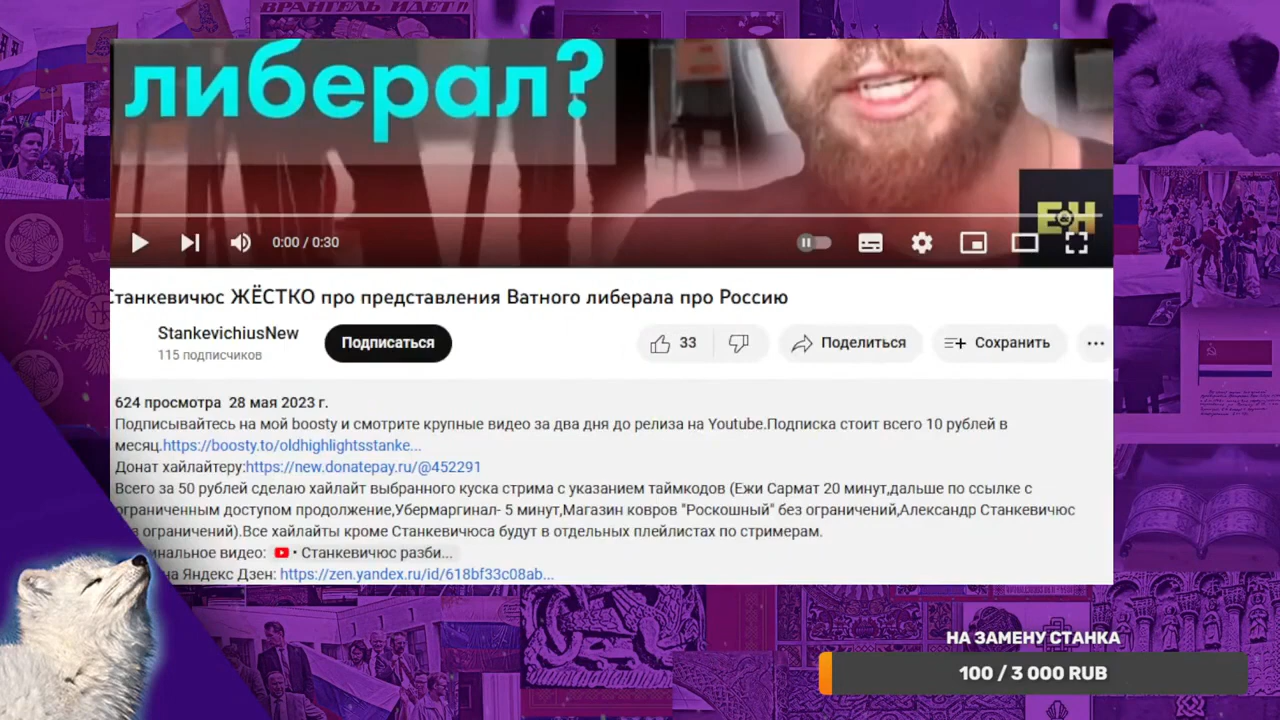 ВРАНГЕЛЬ ИДЕТ!
либерал?
ЕН
0:00 / 0:30
Станкевичюс ЖЁСТКО про представления Ватного либерала про Россию
StankevichiusNew
115 подписчиков
Подписаться
33
Поделиться
Сохранить
624 просмотра 28 мая 2023 г.
Подписывайтесь на мой boosty и смотрите крупные видео за два дня до релиза на Youtube.Подписка стоит всего 10 рублей в
месяц.https://boosty.to/oldhighlightsstanke...
Донат хайлайтеру:https://new.donatepay.ru/@452291
Всего за 50 рублей сделаю хайлайт выбранного куска стрима с указанием таймкодов (Ежи Сармат 20 минут,дальше по ссылке с
ограниченным доступом продолжение,Убермаргинал- 5 минут,Магазин ковров "Роскошный" без ограничений,Александр Станкевичюс
ограничений).Все хайлайты кроме Станкевичюса будут в отдельных плейлистах по стримерам.
видео: • Станкевичюс разби...
на Яндекс Дзен: https://zen.yandex.ru/id/618bf33c08ab...
НА ЗАМЕНУ СТАНКА
100 / 3 000 RUB